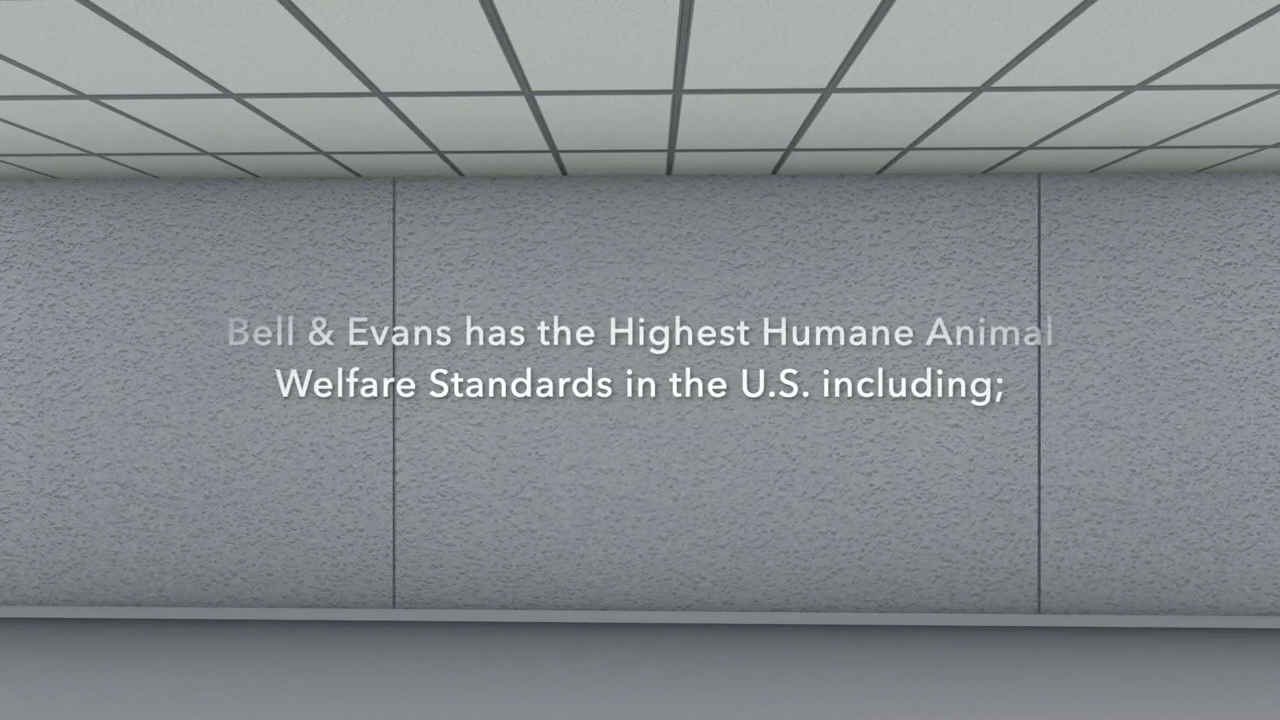 Bell & Evans has the Highest Humane Animal
Welfare Standards in the U.S. including;